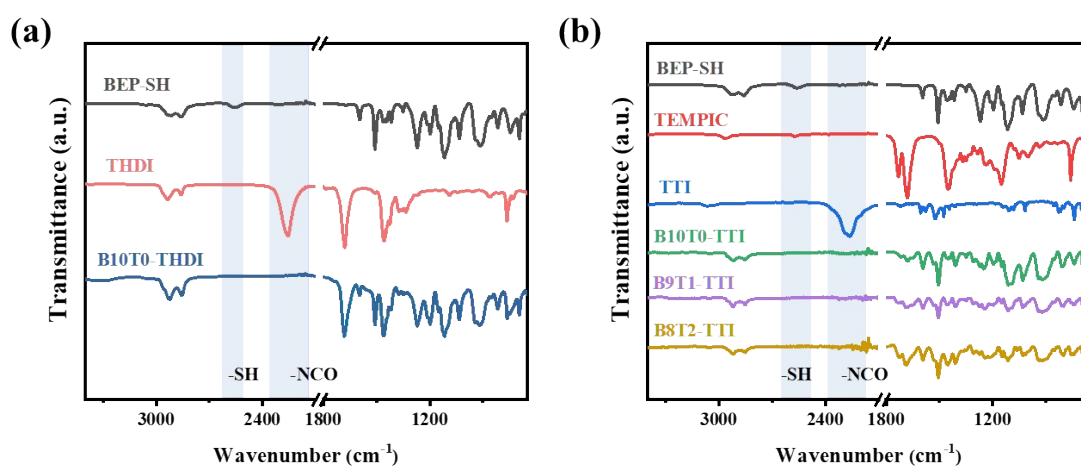 (a)
Transmittance (a.u.)
BEP-SH
THDI
B10T0-THDI
-SH
-NCO
3000
2400
1800
1200
Wavenumber (cm-1)
(b)
Transmittance (a.u.)
BEP-SH
TEMPIC
TTI
B10T0-TTI
B9T1-TTI
B8T2-TTI
-SH
-NCO
3000
2400
1800
1200
Wavenumber (cm-1)